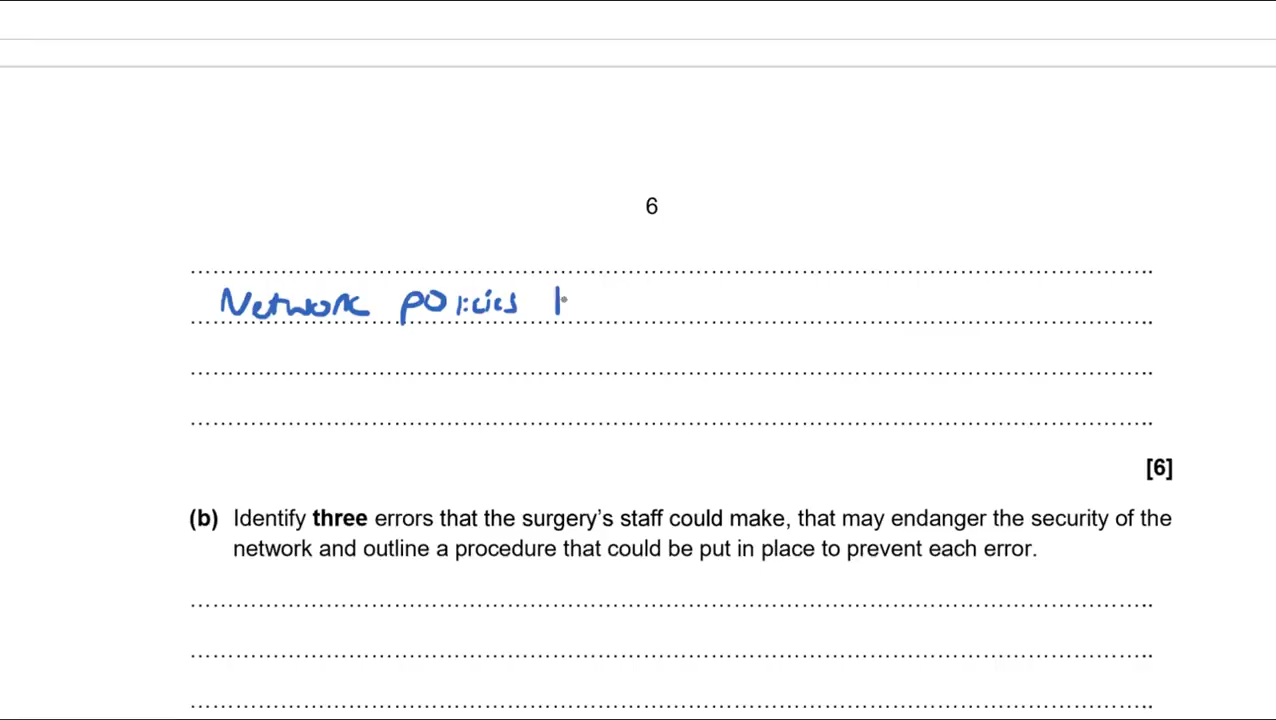 6
Network policies
[6]
(b) Identify three errors that the surgery's staff could make, that may endanger the security of the
network and outline a procedure that could be put in place to prevent each error.